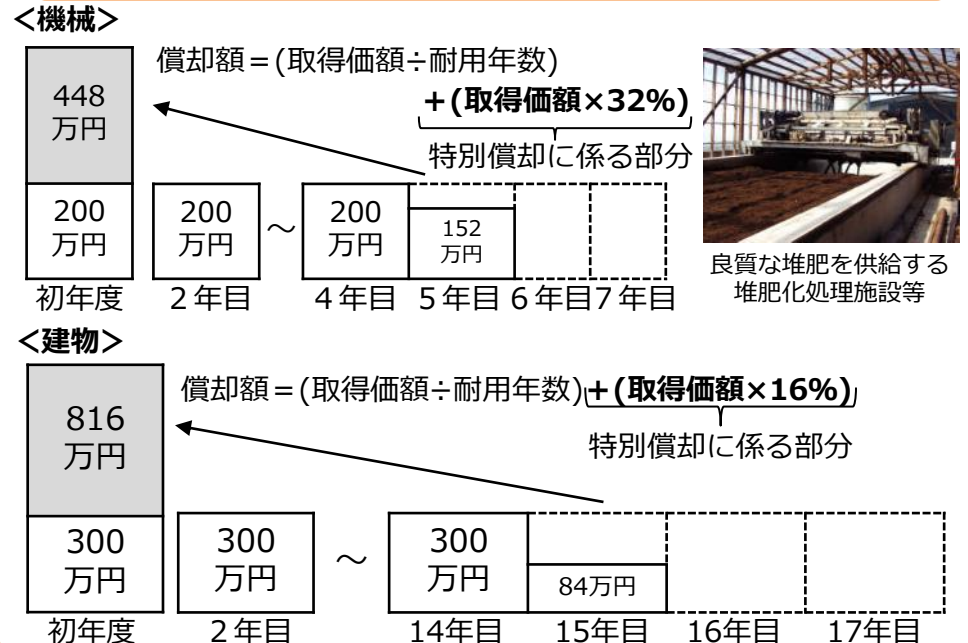 <機械>
償却額＝(取得価額÷耐用年数)
＋(取得価額×32%)
特別償却に係る部分
448
万円
200
万円
200
万円
～
200
万円
152
万円
初年度
２年目
４年目
５年目
６年目
７年目
良質な堆肥を供給する
堆肥化処理施設等
<建物>
償却額＝(取得価額÷耐用年数)＋(取得価額×16%)
特別償却に係る部分
816
万円
300
万円
300
万円
～
300
万円
84万円
初年度
２年目
14年目
15年目
16年目
17年目